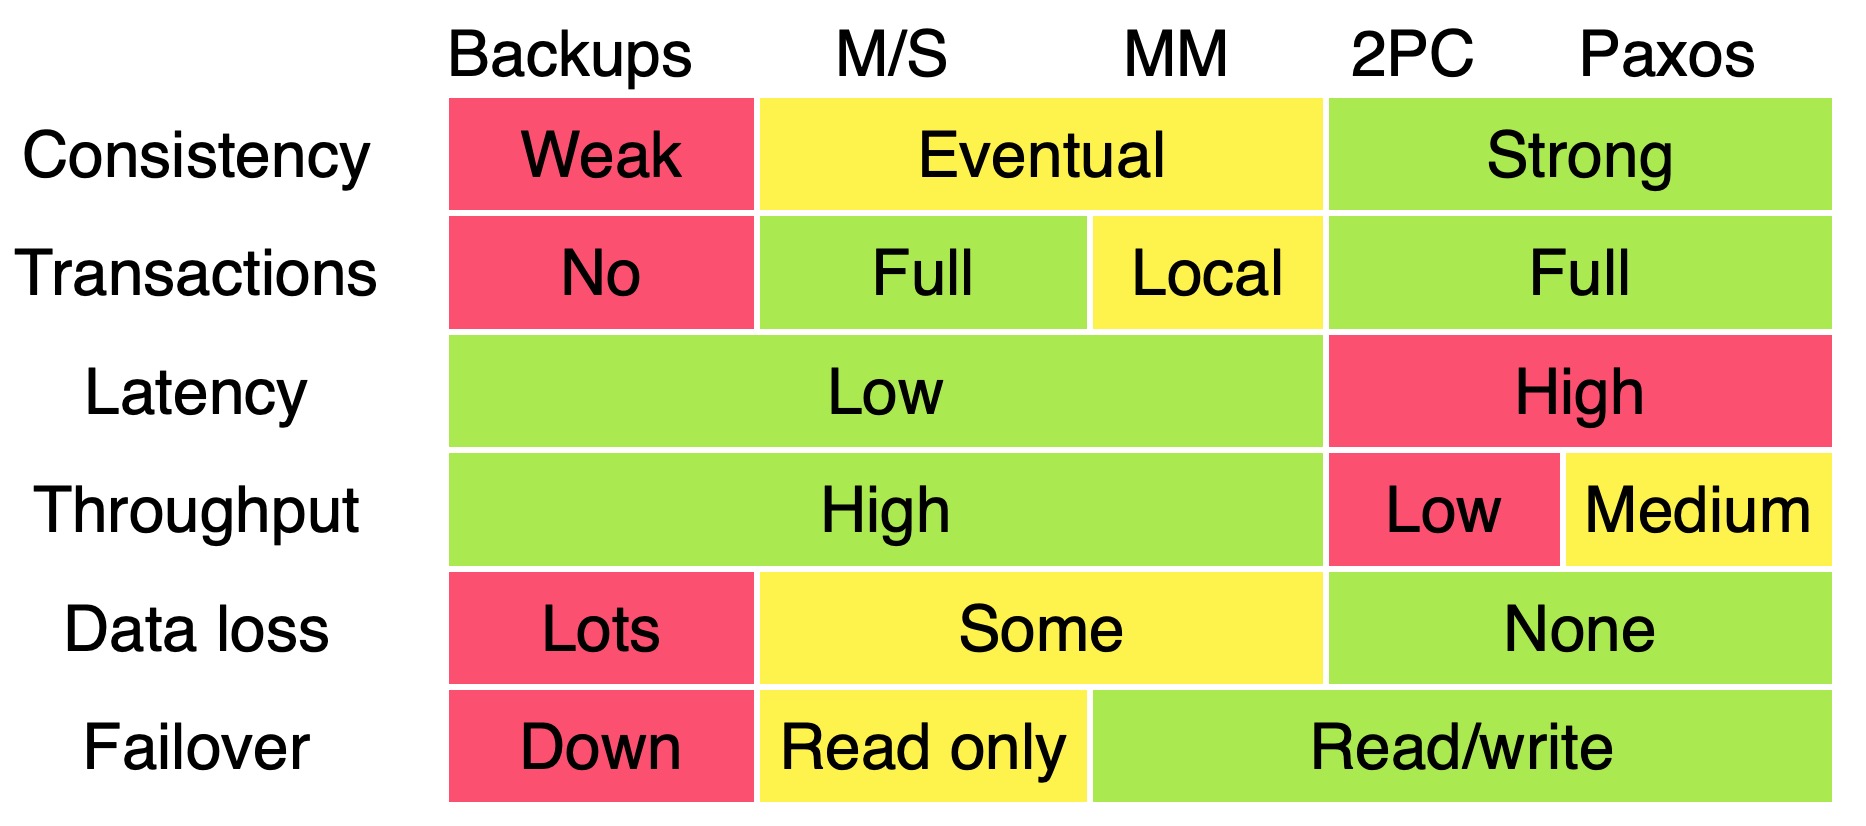 Backups M/S MM 2PC Paxos
Consistency Weak Eventual Strong
Transactions No Full Local Full
Latency Low High
Throughput High Low Medium
Data loss Lots Some None
Failover Down Read only Read/write